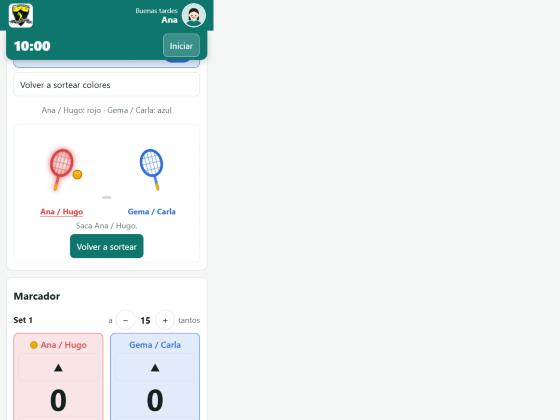 Buenas tardes
Ana
10:00
Iniciar
Volver a sortear colores
Ana / Hugo: rojo · Gema / Carla: azul
Ana / Hugo
Gema / Carla
Saca Ana / Hugo.
Volver a sortear
Marcador
Set 1
a − 15 + tantos
Ana / Hugo
Gema / Carla
▲
▲
0
0